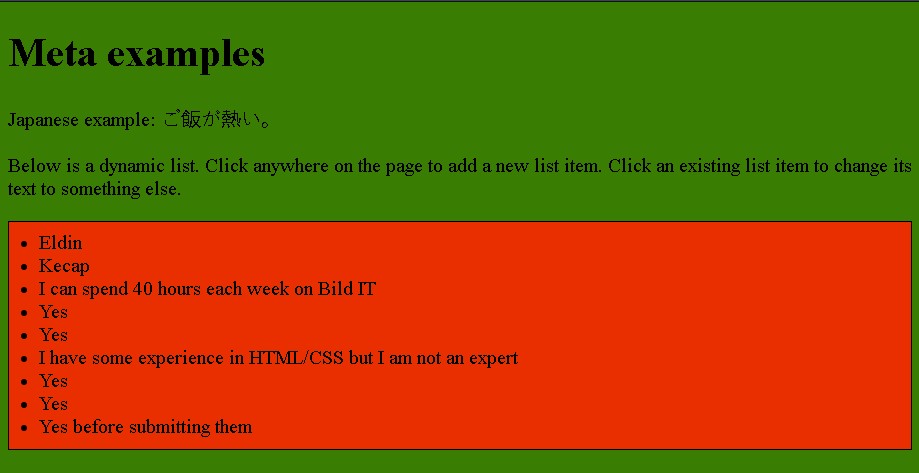 Meta examples
Japanese example: ご飯が熱い。
Below is a dynamic list. Click anywhere on the page to add a new list item. Click an existing list item to change its
text to something else.
Eldin
Kecap
I can spend 40 hours each week on Bild IT
Yes
Yes
I have some experience in HTML/CSS but I am not an expert
Yes
Yes
Yes before submitting them